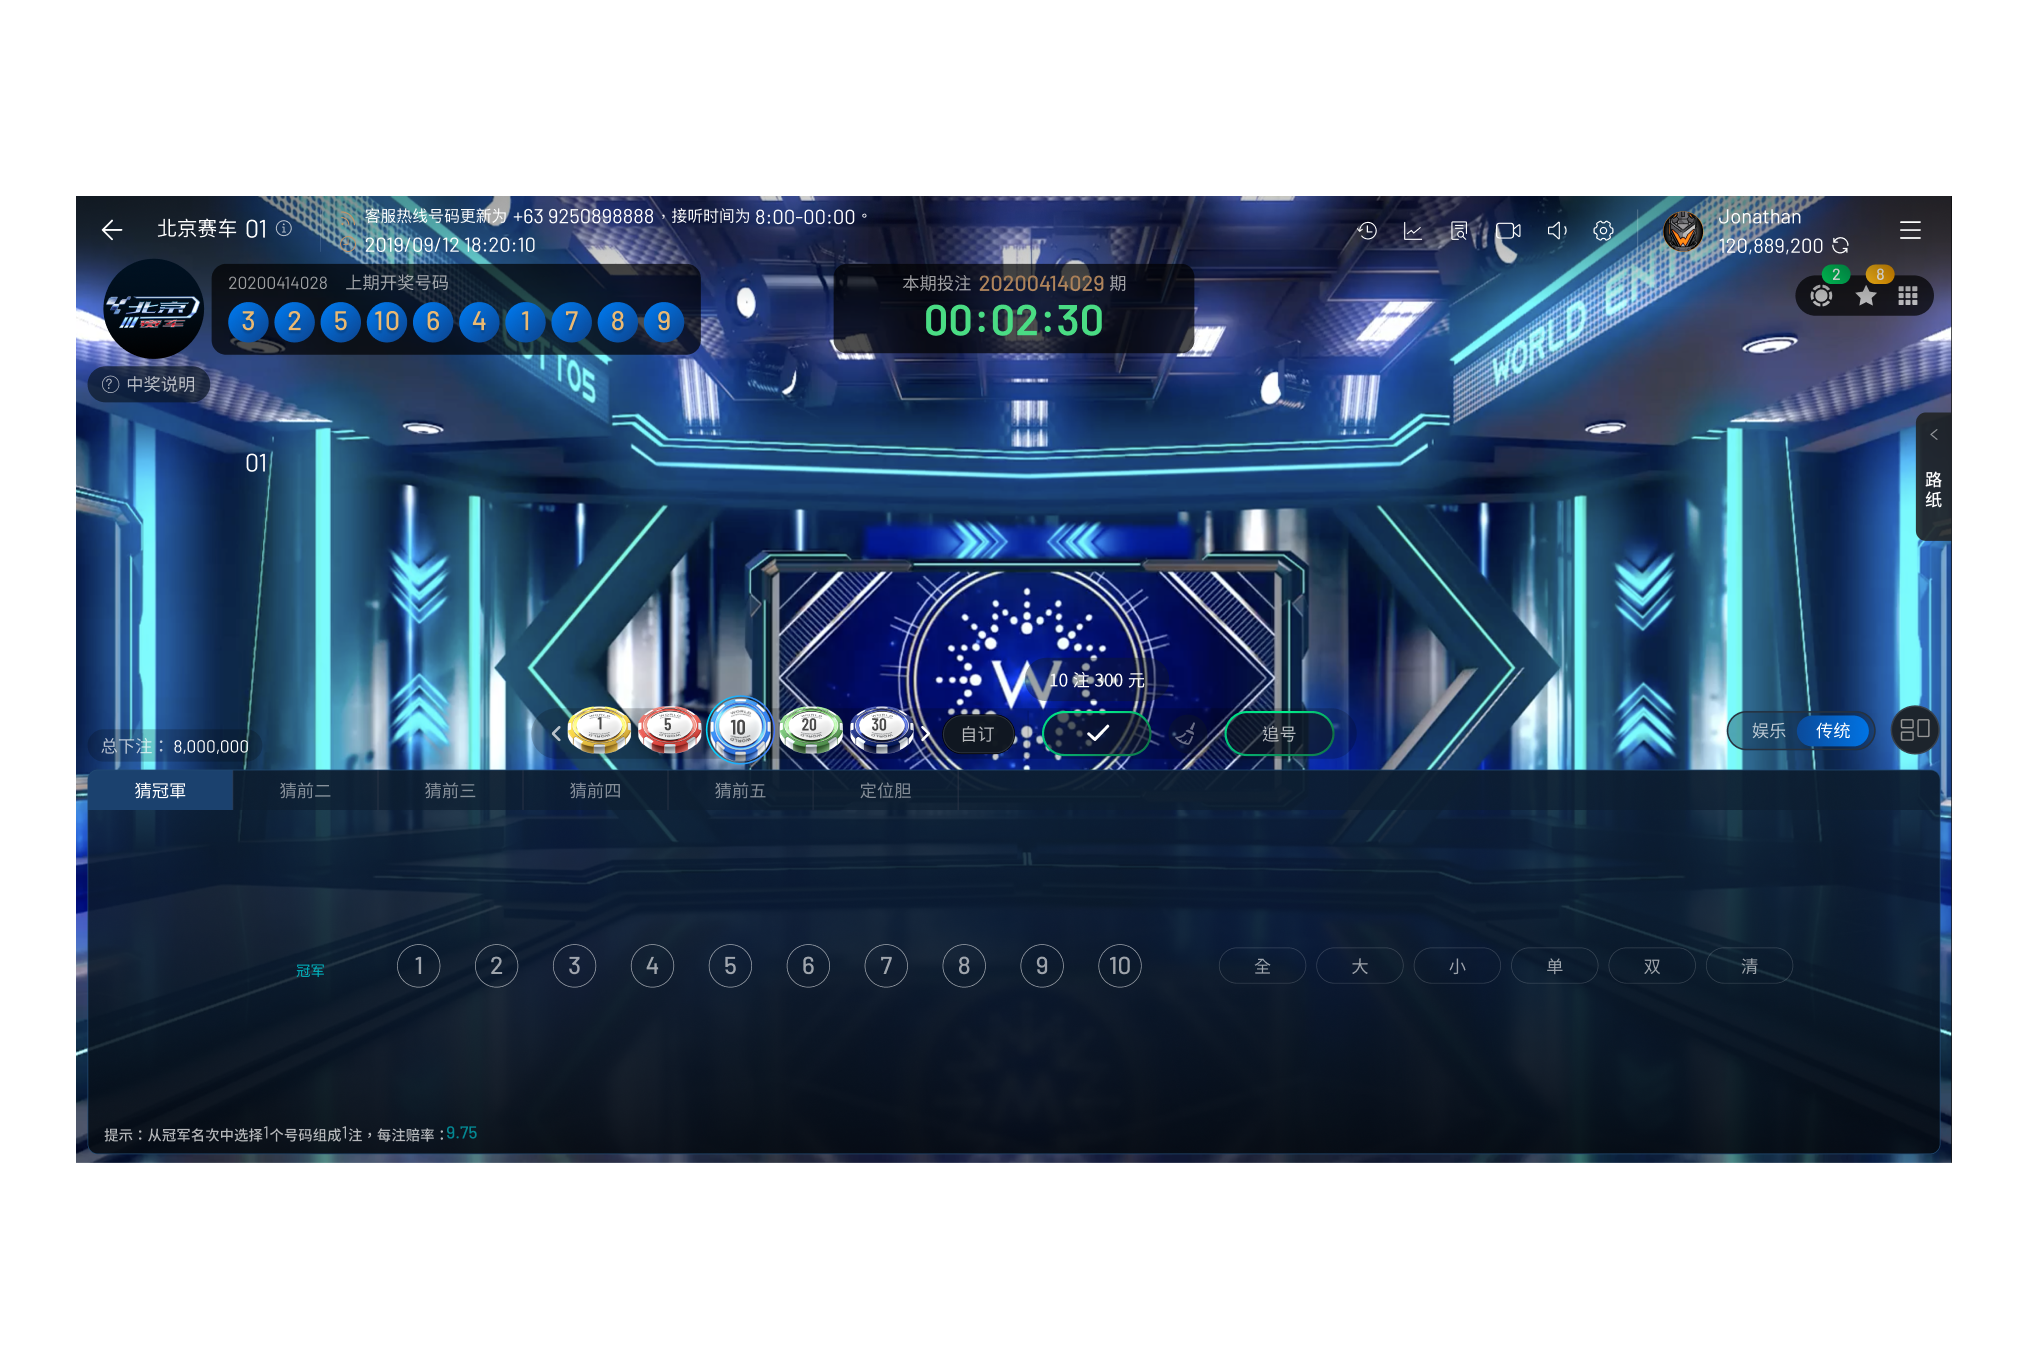 北京赛车 01
客服热线号码更新为 +63 9250898888，接听时间为 8:00-00:00。
2019/09/12 18:20:10
Jonathan
120,889,200
2 8
北京
赛车
20200414028 上期开奖号码
3 2 5 10 6 4 1 7 8 9
本期投注 20200414029 期
00:02:30
中奖说明
LOTTOS
WORLD ENT
01
路纸
W
10 注 300 元
1 5 10 20 30
自订
追号
总下注： 8,000,000
娱乐 传统
猜冠軍 猜前二 猜前三 猜前四 猜前五 定位胆
冠军 1 2 3 4 5 6 7 8 9 10 全 大 小 单 双 清
提示：从冠军名次中选择1个号码组成1注，每注赔率：9.75